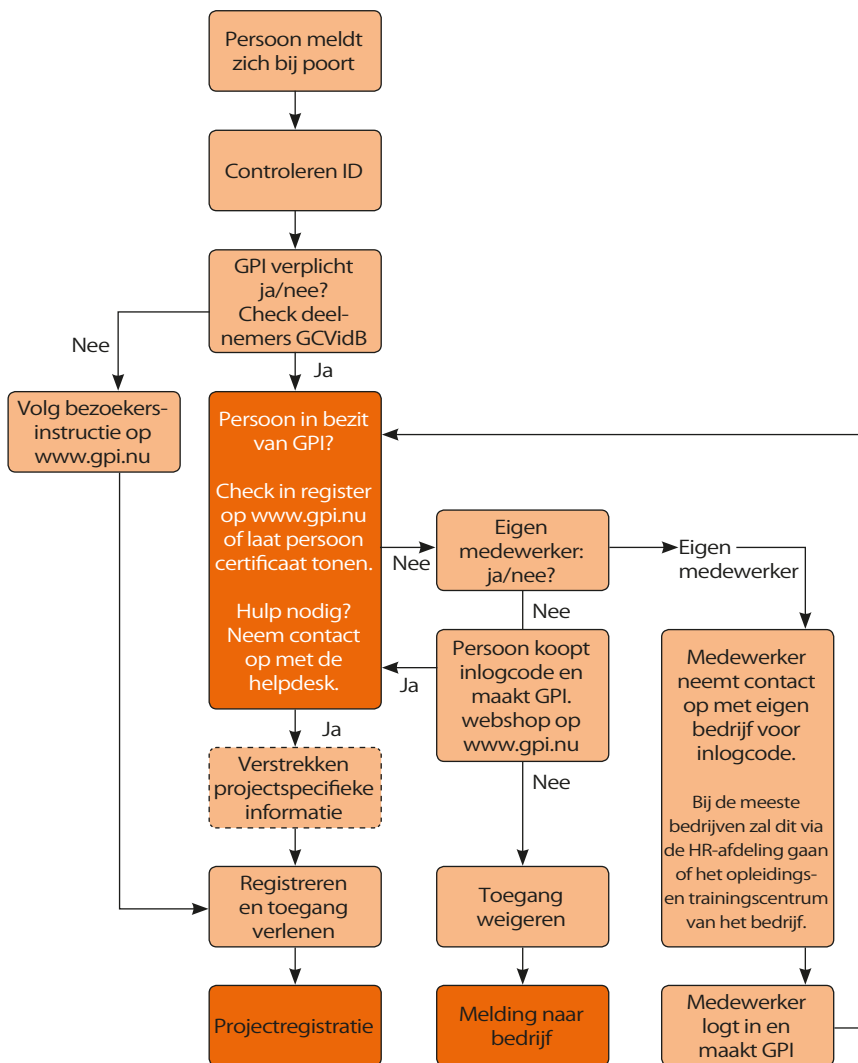 Persoon meldt
zich bij poort
Controleren ID
GPI verplicht
ja/nee?
Check deel-
nemers GCVidB
Nee
Ja
Volg bezoekers-
instructie op
www.gpi.nu
Persoon in bezit
van GPI?
Check in register
op www.gpi.nu
of laat persoon
certificaat tonen.
Hulp nodig?
Neem contact
op met de
helpdesk.
Nee
Eigen
medewerker:
ja/nee?
Eigen
medewerker
Nee
Persoon koopt
inlogcode en
maakt GPI.
webshop op
www.gpi.nu
Ja
Medewerker
neemt contact
op met eigen
bedrijf voor
inlogcode.
Bij de meeste
bedrijven zal dit via
de HR-afdeling gaan
of het opleidings-
en trainingscentrum
van het bedrijf.
Ja
Verstrekken
projectspecifieke
informatie
Nee
Registreren
en toegang
verlenen
Toegang
weigeren
Projectregistratie
Melding naar
bedrijf
Medewerker
logt in en
maakt GPI